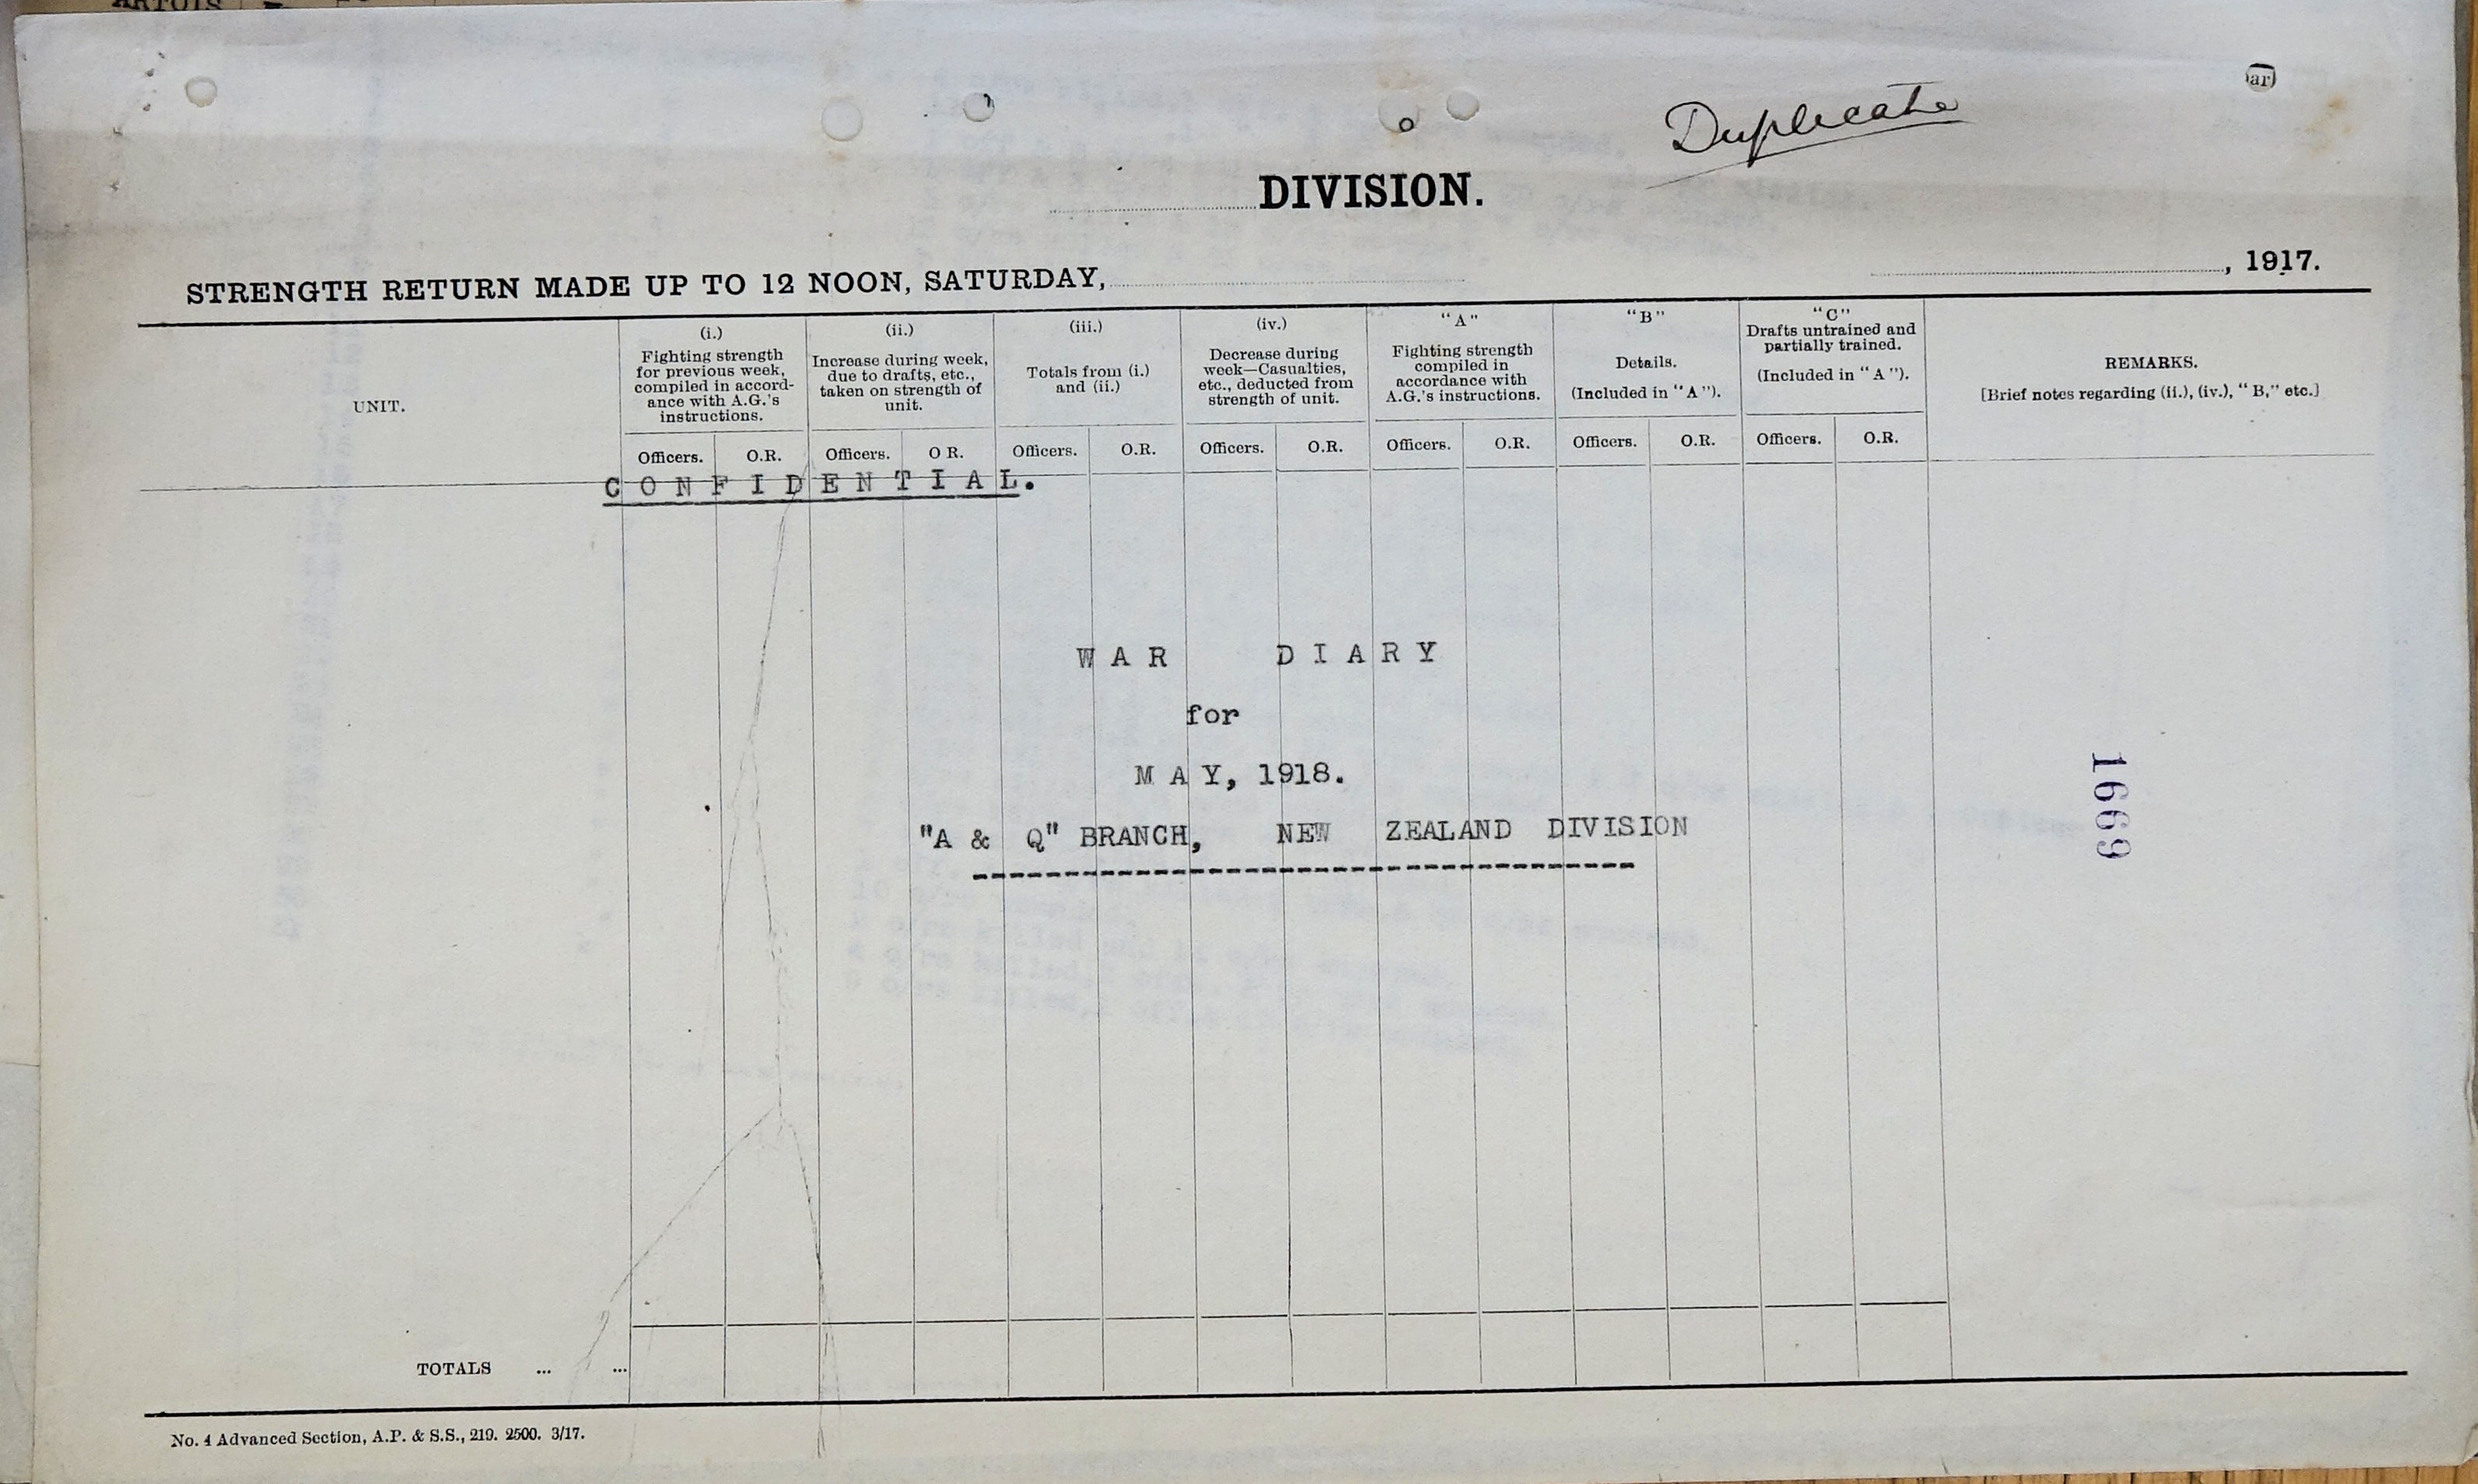 ARTOIS
ar
Duplicate
DIVISION.
STRENGTH RETURN MADE UP TO 12 NOON, SATURDAY, , 1917.
UNIT.
(i.)
Fighting strength
for previous week,
compiled in accord-
ance with A.G.'s
instructions.
(ii.)
Increase during week,
due to drafts, etc.,
taken on strength of
unit.
(iii.)
Totals from (i.)
and (ii.)
(iv.)
Decrease during
week—Casualties,
etc., deducted from
strength of unit.
"A"
Fighting strength
compiled in
accordance with
A.G.'s instructions.
"B"
Details.
(Included in "A").
"C"
Drafts untrained and
partially trained.
(Included in "A").
REMARKS.
[Brief notes regarding (ii.), (iv.), "B," etc.]
Officers. O.R. Officers. O R. Officers. O.R. Officers. O.R. Officers. O.R. Officers. O.R. Officers. O.R.
C O N F I D E N T I A L.
W A R D I A R Y
for
M A Y, 1918.
"A & Q" BRANCH, NEW ZEALAND DIVISION
1669
TOTALS ... ...
No. 4 Advanced Section, A.P. & S.S., 219. 2500. 3/17.